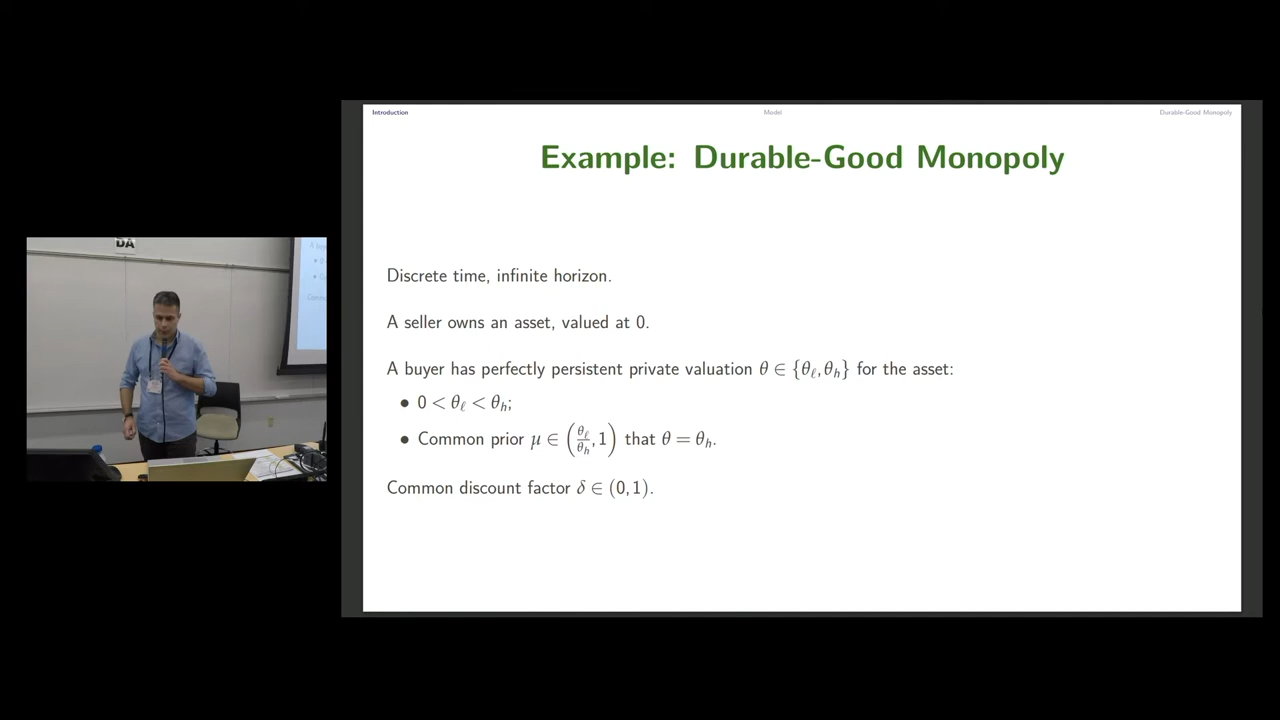 Introduction
Model
Durable-Good Monopoly
Example: Durable-Good Monopoly
Discrete time, infinite horizon.
A seller owns an asset, valued at 0.
A buyer has perfectly persistent private valuation θ ∈ {θ_ℓ, θ_h} for the asset:
• 0 < θ_ℓ < θ_h;
• Common prior μ ∈ (θ_ℓ/θ_h, 1) that θ = θ_h.
Common discount factor δ ∈ (0, 1).